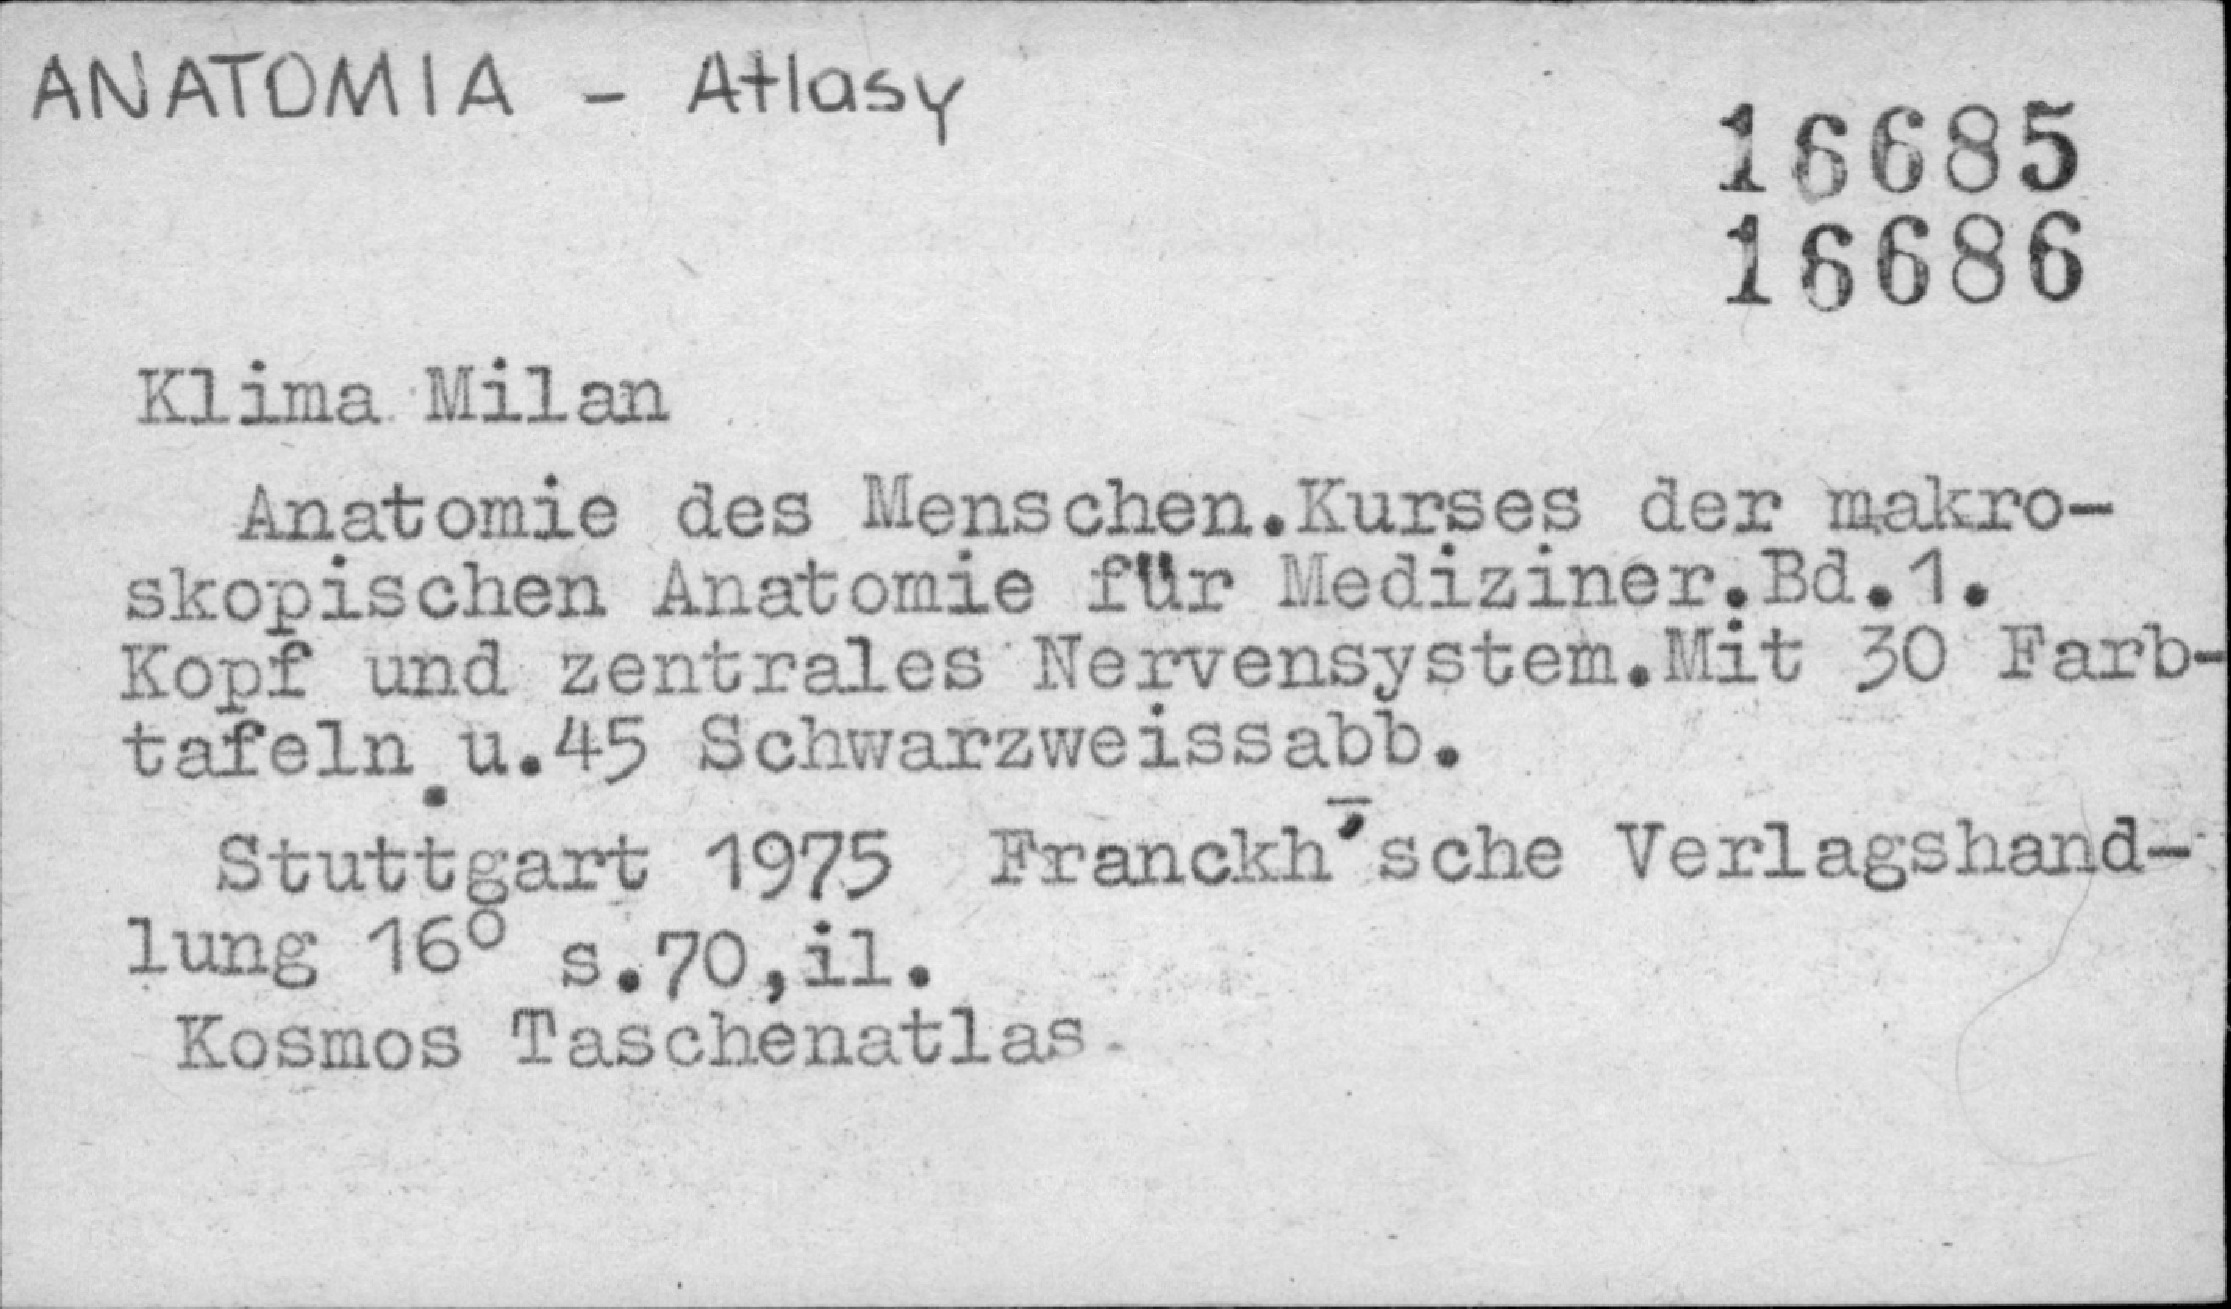 ANATOMIA - Atlasy
16685
16686
Klima Milan
Anatomie des Menschen.Kurses der makro-
skopischen Anatomie für Mediziner.Bd.1.
Kopf und zentrales Nervensystem.Mit 30 Farb-
tafeln u.45 Schwarzweissabb.
Stuttgart 1975 Franckh'sche Verlagshand-
lung 16° s.70,il.
Kosmos Taschenatlas